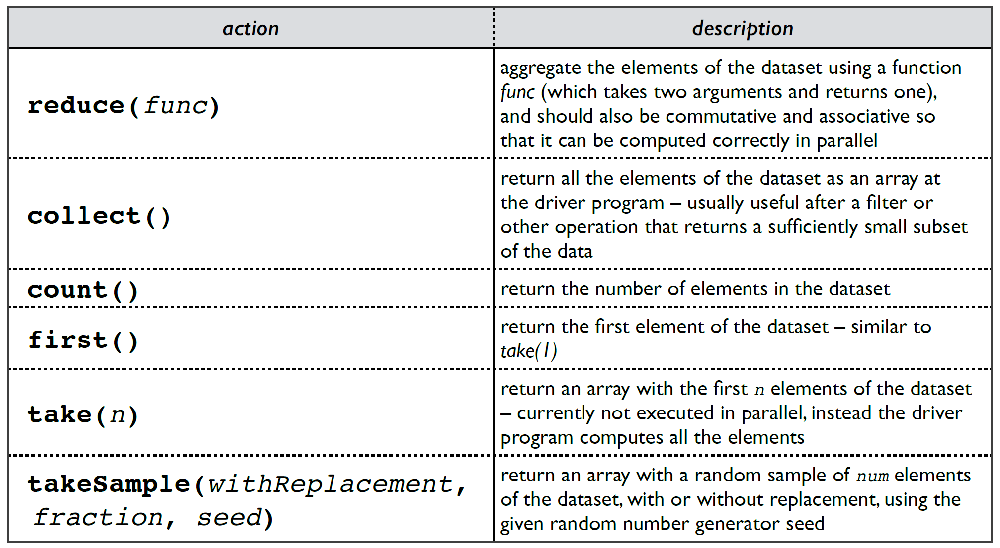 action
description
reduce(func)
aggregate the elements of the dataset using a function
func (which takes two arguments and returns one),
and should also be commutative and associative so
that it can be computed correctly in parallel
collect()
return all the elements of the dataset as an array at
the driver program – usually useful after a filter or
other operation that returns a sufficiently small subset
of the data
count()
return the number of elements in the dataset
first()
return the first element of the dataset – similar to
take(1)
take(n)
return an array with the first n elements of the dataset
– currently not executed in parallel, instead the driver
program computes all the elements
takeSample(withReplacement,
fraction, seed)
return an array with a random sample of num elements
of the dataset, with or without replacement, using the
given random number generator seed